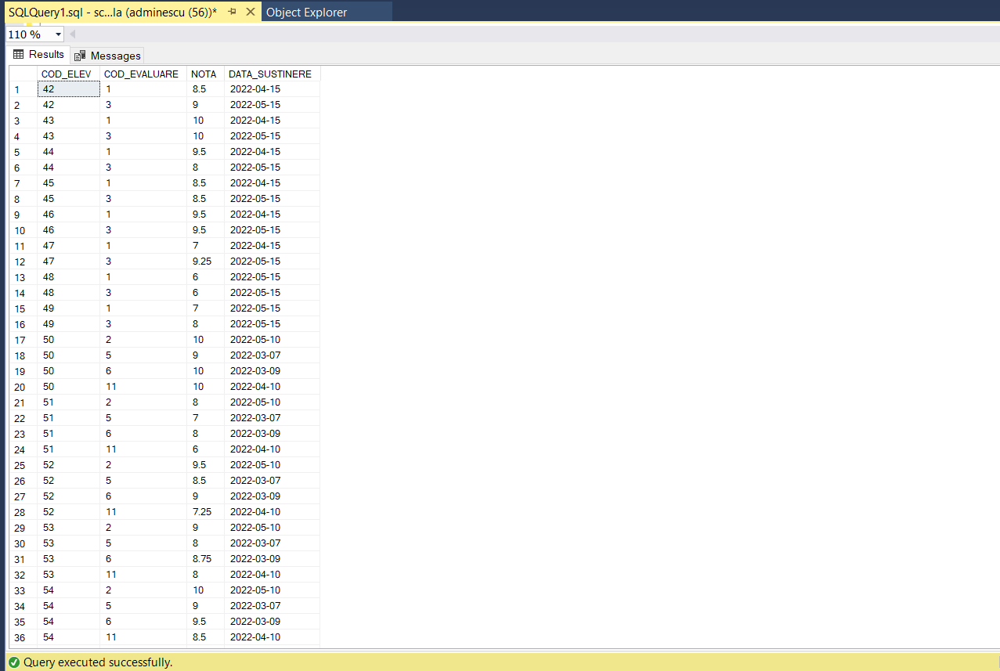 SQLQuery1.sql - sc...la (adminescu (56))* Object Explorer
110 %
Results Messages
COD_ELEV COD_EVALUARE NOTA DATA_SUSTINERE
1 42 1 8.5 2022-04-15
2 42 3 9 2022-05-15
3 43 1 10 2022-04-15
4 43 3 10 2022-05-15
5 44 1 9.5 2022-04-15
6 44 3 8 2022-05-15
7 45 1 8.5 2022-04-15
8 45 3 8.5 2022-05-15
9 46 1 9.5 2022-04-15
10 46 3 9.5 2022-05-15
11 47 1 7 2022-04-15
12 47 3 9.25 2022-05-15
13 48 1 6 2022-05-15
14 48 3 6 2022-05-15
15 49 1 7 2022-05-15
16 49 3 8 2022-05-15
17 50 2 10 2022-05-10
18 50 5 9 2022-03-07
19 50 6 10 2022-03-09
20 50 11 10 2022-04-10
21 51 2 8 2022-05-10
22 51 5 7 2022-03-07
23 51 6 8 2022-03-09
24 51 11 6 2022-04-10
25 52 2 9.5 2022-05-10
26 52 5 8.5 2022-03-07
27 52 6 9 2022-03-09
28 52 11 7.25 2022-04-10
29 53 2 9 2022-05-10
30 53 5 8 2022-03-07
31 53 6 8.75 2022-03-09
32 53 11 8 2022-04-10
33 54 2 10 2022-05-10
34 54 5 9 2022-03-07
35 54 6 9.5 2022-03-09
36 54 11 8.5 2022-04-10
Query executed successfully.